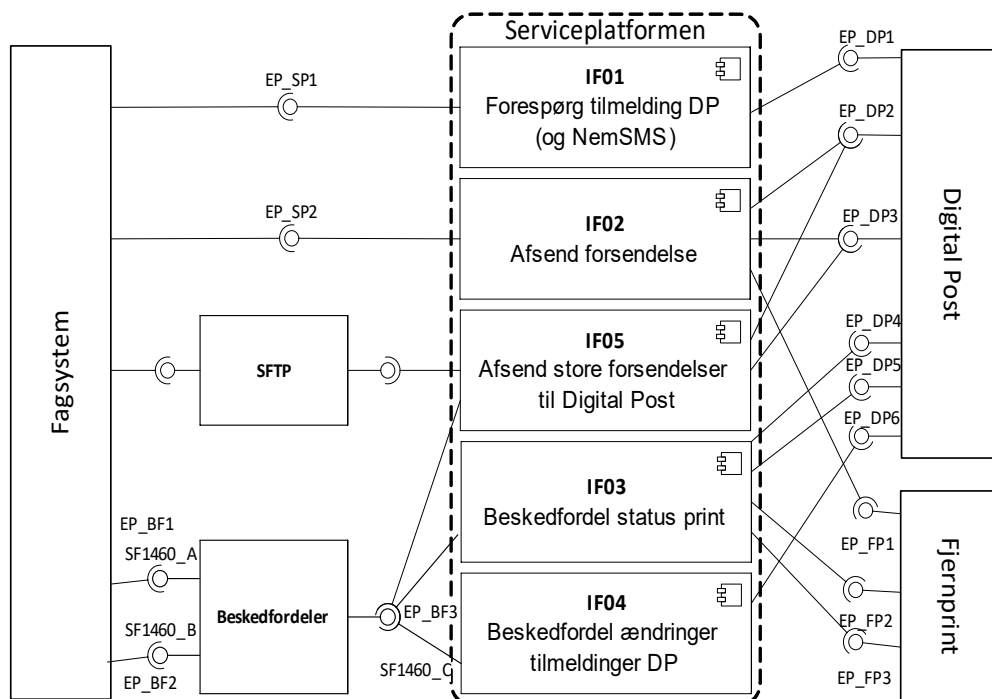 Serviceplatformen
EP_SP1
IF01
Forespørg tilmelding DP
(og NemSMS)
EP_DP1
EP_DP2
EP_SP2
IF02
Afsend forsendelse
EP_DP3
Fagsystem
Digital Post
SFTP
IF05
Afsend store forsendelser
til Digital Post
EP_DP4
EP_DP5
EP_DP6
IF03
Beskedfordel status print
EP_BF1
SF1460_A
Beskedfordeler
SF1460_B
EP_BF2
EP_BF3
SF1460_C
IF04
Beskedfordel ændringer
tilmeldinger DP
EP_FP1
EP_FP2
EP_FP3
Fjernprint